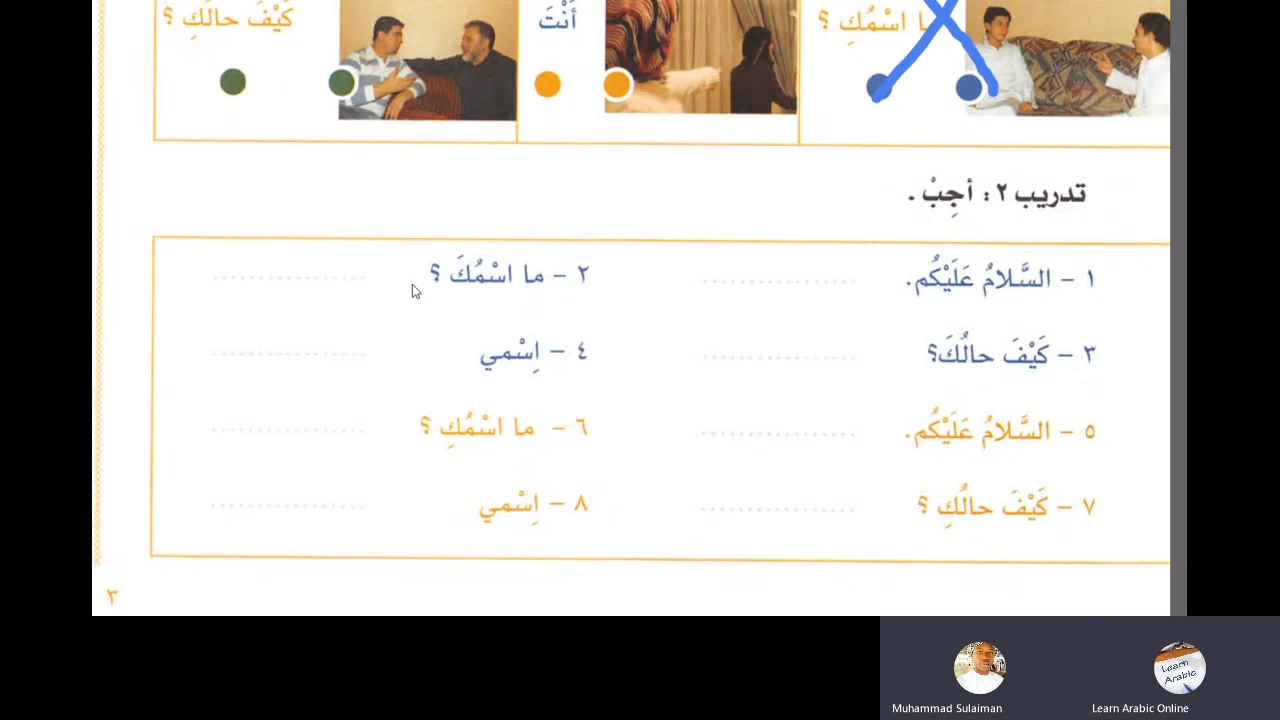 ما اسْمُكِ ؟
أَنْتَ
كَيْفَ حالُكِ ؟
تدريب ٢ : أجِبْ .
١ - السَّلامُ عَلَيْكُم. ....................
٢ - ما اسْمُكَ ؟ ....................
٣ - كَيْفَ حالُكَ؟ ....................
٤ - اِسْمي ....................
٥ - السَّلامُ عَلَيْكُم. ....................
٦ - ما اسْمُكِ ؟ ....................
٧ - كَيْفَ حالُكِ ؟ ....................
٨ - اِسْمي ....................
٣
Learn Arabic
Muhammad Sulaiman
Learn Arabic Online